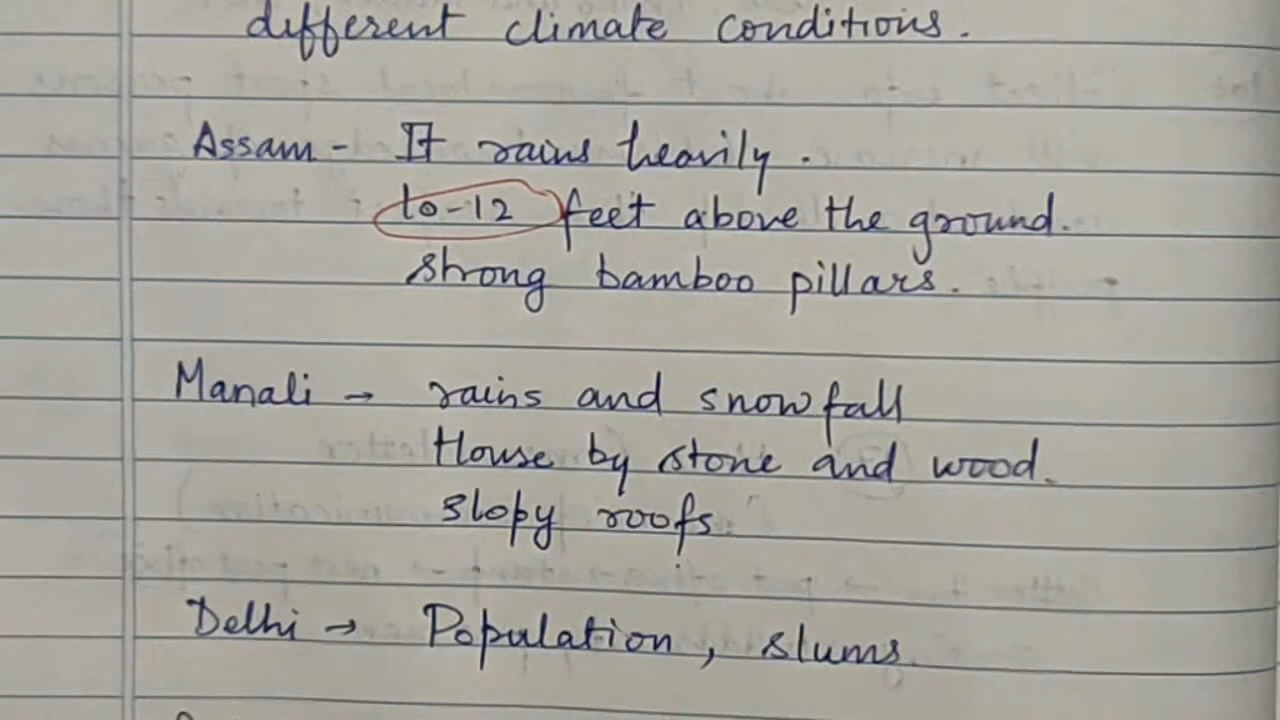 different climate conditions.
Assam - It rains heavily.
to-12 feet above the ground.
strong bamboo pillars.
Manali → rains and snowfall
House by stone and wood.
slopy roofs.
Delhi → Population, slums